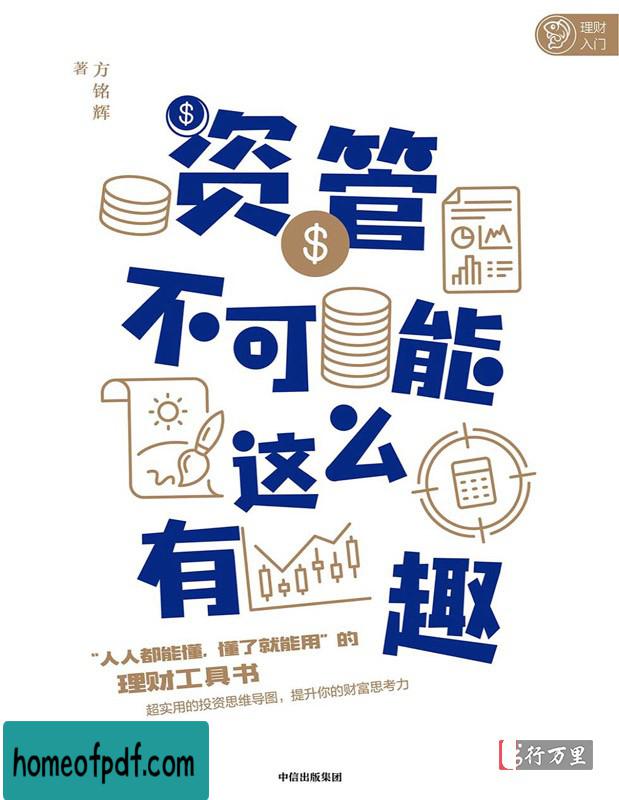 理财
入门
方铭辉
著
$
资管
$
不可能
这么
有趣
“人人都能懂，懂了就能用”的
理财工具书
超实用的投资思维导图，提升你的财富思考力
homeofpdf.com
行万里
中信出版集团